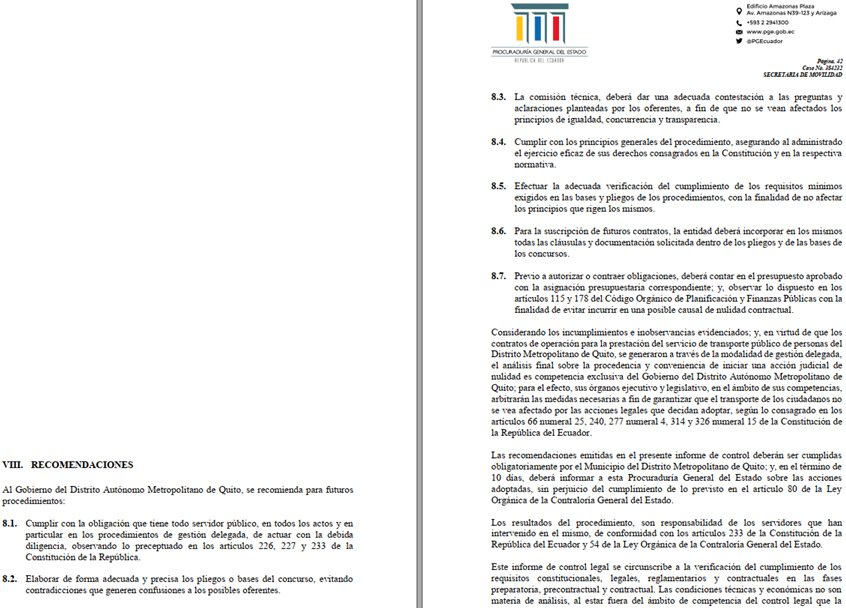 VIII. RECOMENDACIONES
Al Gobierno del Distrito Autónomo Metropolitano de Quito, se recomienda para futuros
procedimientos:
8.1. Cumplir con la obligación que tiene todo servidor público, en todos los actos y en
particular en los procedimientos de gestión delegada, de actuar con la debida
diligencia, observando lo preceptuado en los artículos 226, 227 y 233 de la
Constitución de la República.
8.2. Elaborar de forma adecuada y precisa los pliegos o bases del concurso, evitando
contradicciones que generen confusiones a los posibles oferentes.
PROCURADURÍA GENERAL DEL ESTADO
REPÚBLICA DEL ECUADOR
Edificio Amazonas Plaza
Av. Amazonas N39-123 y Arízaga
+593 2 2941300
www.pge.gob.ec
@PGEcuador
Página. 42
Caso No. 184232
SECRETARIA DE MOVILIDAD
8.3. La comisión técnica, deberá dar una adecuada contestación a las preguntas y
aclaraciones planteadas por los oferentes, a fin de que no se vean afectados los
principios de igualdad, concurrencia y transparencia.
8.4. Cumplir con los principios generales del procedimiento, asegurando al administrado
el ejercicio eficaz de sus derechos consagrados en la Constitución y en la respectiva
normativa.
8.5. Efectuar la adecuada verificación del cumplimiento de los requisitos mínimos
exigidos en las bases y pliegos de los procedimientos, con la finalidad de no afectar
los principios que rigen los mismos.
8.6. Para la suscripción de futuros contratos, la entidad deberá incorporar en los mismos
todas las cláusulas y documentación solicitada dentro de los pliegos y de las bases de
los concursos.
8.7. Previo a autorizar o contraer obligaciones, deberá contar en el presupuesto aprobado
con la asignación presupuestaria correspondiente; y, observar lo dispuesto en los
artículos 115 y 178 del Código Orgánico de Planificación y Finanzas Públicas con la
finalidad de evitar incurrir en una posible causal de nulidad contractual.
Considerando los incumplimientos e inobservancias evidenciados; y, en virtud de que los
contratos de operación para la prestación del servicio de transporte público de personas del
Distrito Metropolitano de Quito, se generaron a través de la modalidad de gestión delegada,
el análisis final sobre la procedencia y conveniencia de iniciar una acción judicial de
nulidad es competencia exclusiva del Gobierno del Distrito Autónomo Metropolitano de
Quito; para el efecto, sus órganos ejecutivo y legislativo, en el ámbito de sus competencias,
arbitrarán las medidas necesarias a fin de garantizar que el transporte de los ciudadanos no
se vea afectado por las acciones legales que decidan adoptar, según lo consagrado en los
artículos 66 numeral 25, 240, 277 numeral 4, 314 y 326 numeral 15 de la Constitución de
la República del Ecuador.
Las recomendaciones emitidas en el presente informe de control deberán ser cumplidas
obligatoriamente por el Municipio del Distrito Metropolitano de Quito; y, en el término de
10 días, deberá informar a esta Procuraduría General del Estado sobre las acciones
adoptadas, sin perjuicio del cumplimiento de lo previsto en el artículo 80 de la Ley
Orgánica de la Contraloría General del Estado.
Los resultados del procedimiento, son responsabilidad de los servidores que han
intervenido en el mismo, de conformidad con los artículos 233 de la Constitución de la
República del Ecuador y 54 de la Ley Orgánica de la Contraloría General del Estado.
Este informe de control legal se circunscribe a la verificación del cumplimiento de los
requisitos constitucionales, legales, reglamentarios y contractuales en las fases
preparatoria, precontractual y contractual. Las condiciones técnicas y económicas no son
materia de análisis, al estar fuera del ámbito de competencia del control legal que la